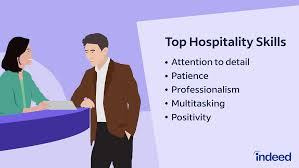 Top Hospitality Skills
• Attention to detail
• Patience
• Professionalism
• Multitasking
• Positivity
indeed